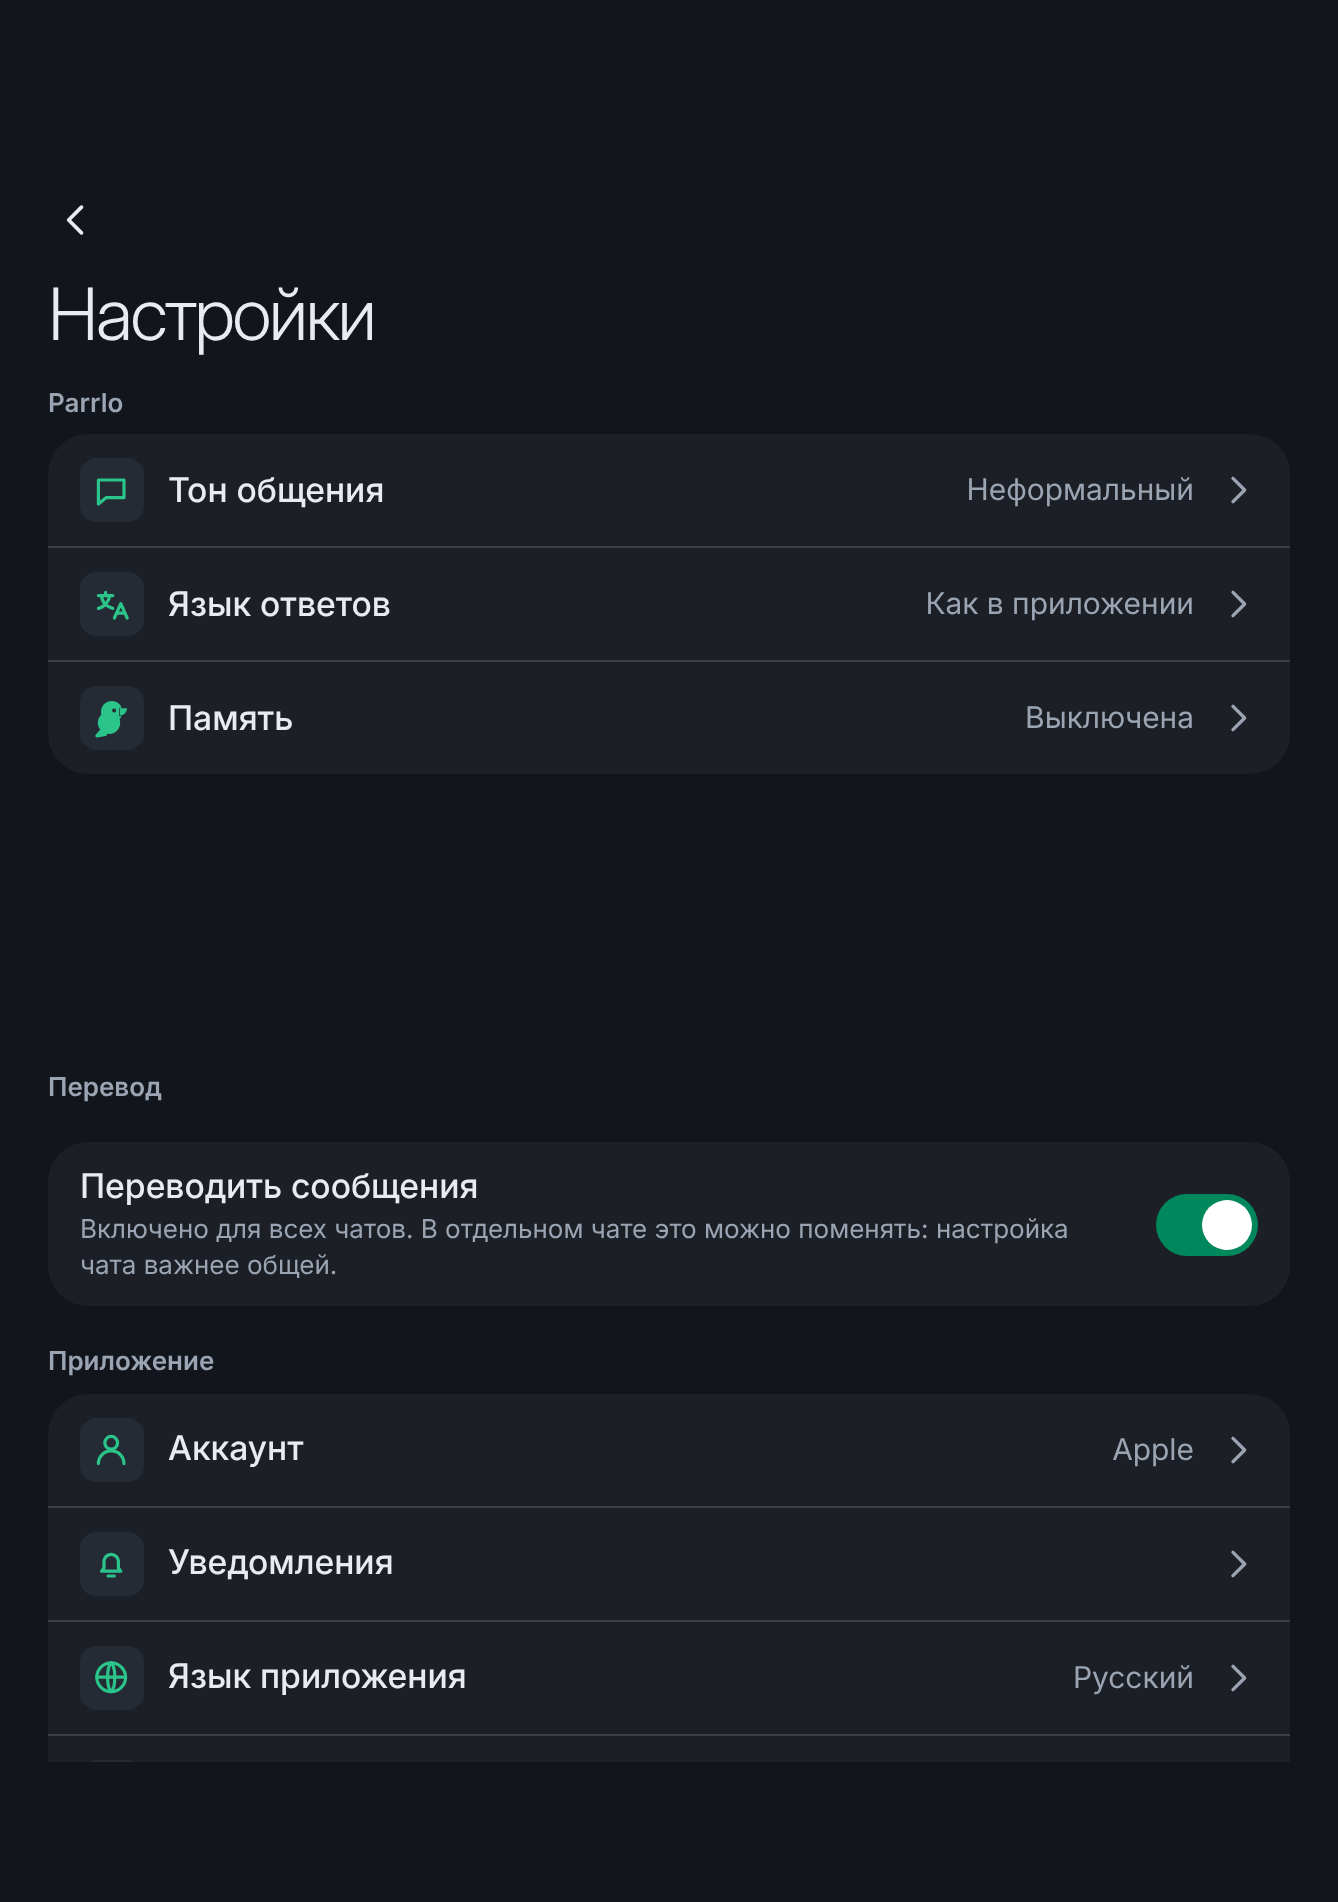 Настройки
Parrlo
Тон общения
Неформальный
Язык ответов
Как в приложении
Память
Выключена
Перевод
Переводить сообщения
Включено для всех чатов. В отдельном чате это можно поменять: настройка
чата важнее общей.
Приложение
Аккаунт
Apple
Уведомления
Язык приложения
Русский